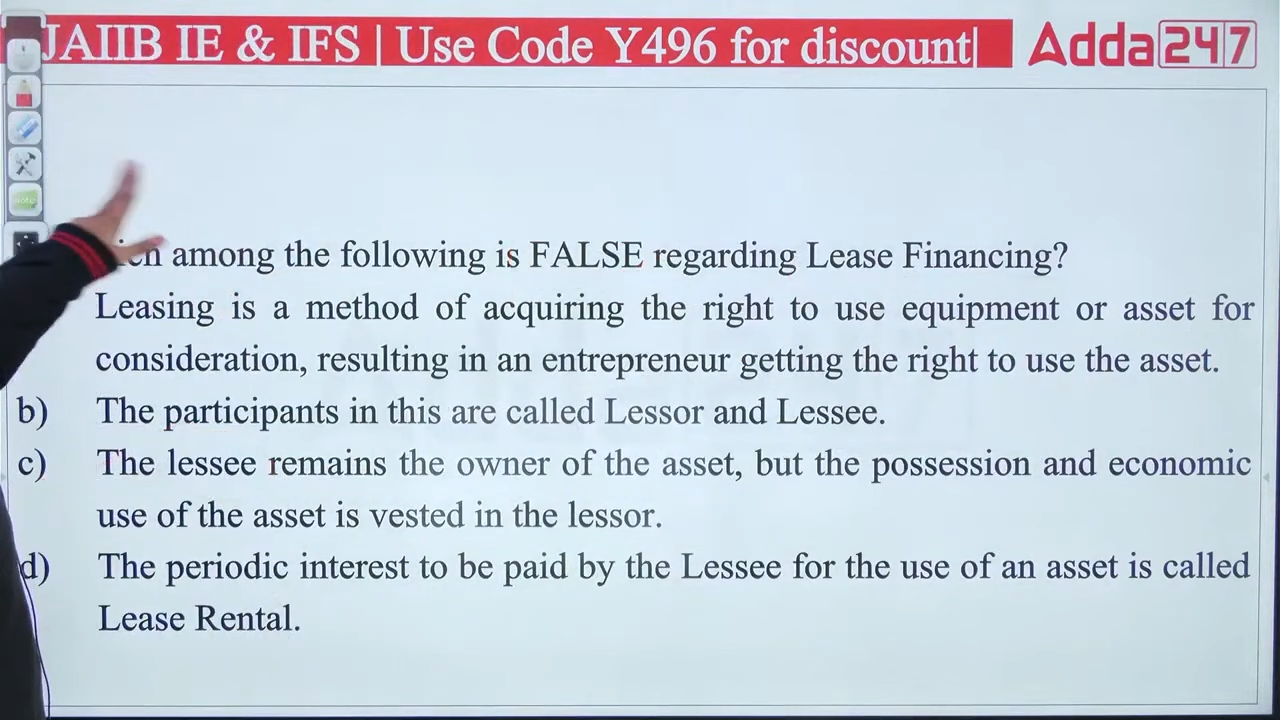 JAIIB IE & IFS | Use Code Y496 for discount|
Adda247
among the following is FALSE regarding Lease Financing?
Leasing is a method of acquiring the right to use equipment or asset for
consideration, resulting in an entrepreneur getting the right to use the asset.
b) The participants in this are called Lessor and Lessee.
c) The lessee remains the owner of the asset, but the possession and economic
use of the asset is vested in the lessor.
d) The periodic interest to be paid by the Lessee for the use of an asset is called
Lease Rental.